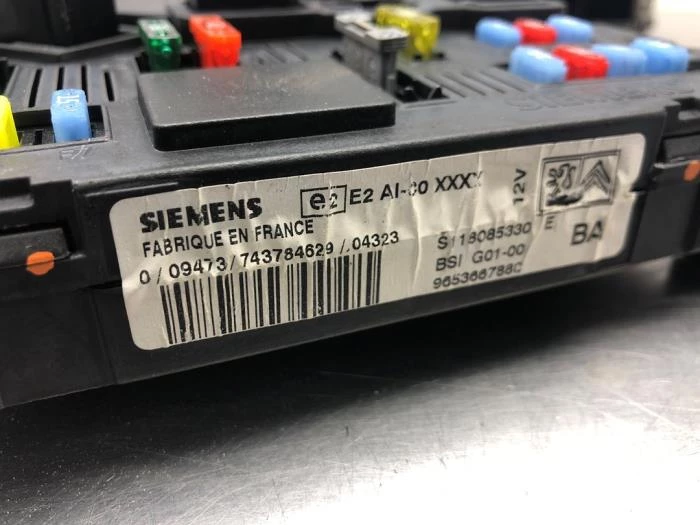 SIEMENS
e2 E2 AI-00 XXXX
12V
FABRIQUE EN FRANCE
0/09473/743784629/.04323
S118085330
BSI G01-00
965366788C
BA